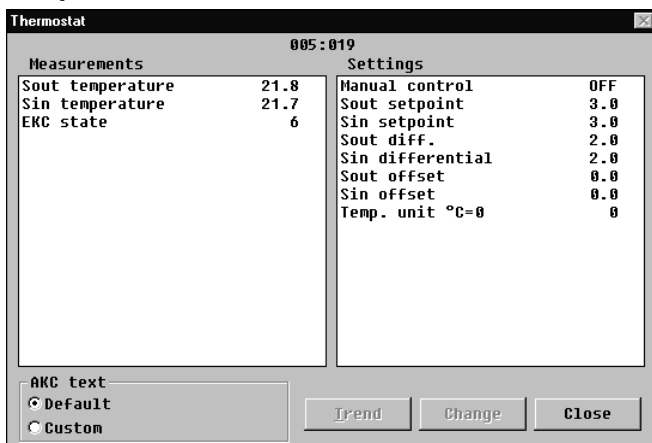 Thermostat
005:019
Measurements
Settings
Sout temperature 21.8
Sin temperature 21.7
EKC state 6
Manual control OFF
Sout setpoint 3.0
Sin setpoint 3.0
Sout diff. 2.0
Sin differential 2.0
Sout offset 0.0
Sin offset 0.0
Temp. unit °C=0 0
AKC text
Default
Custom
Trend
Change
Close